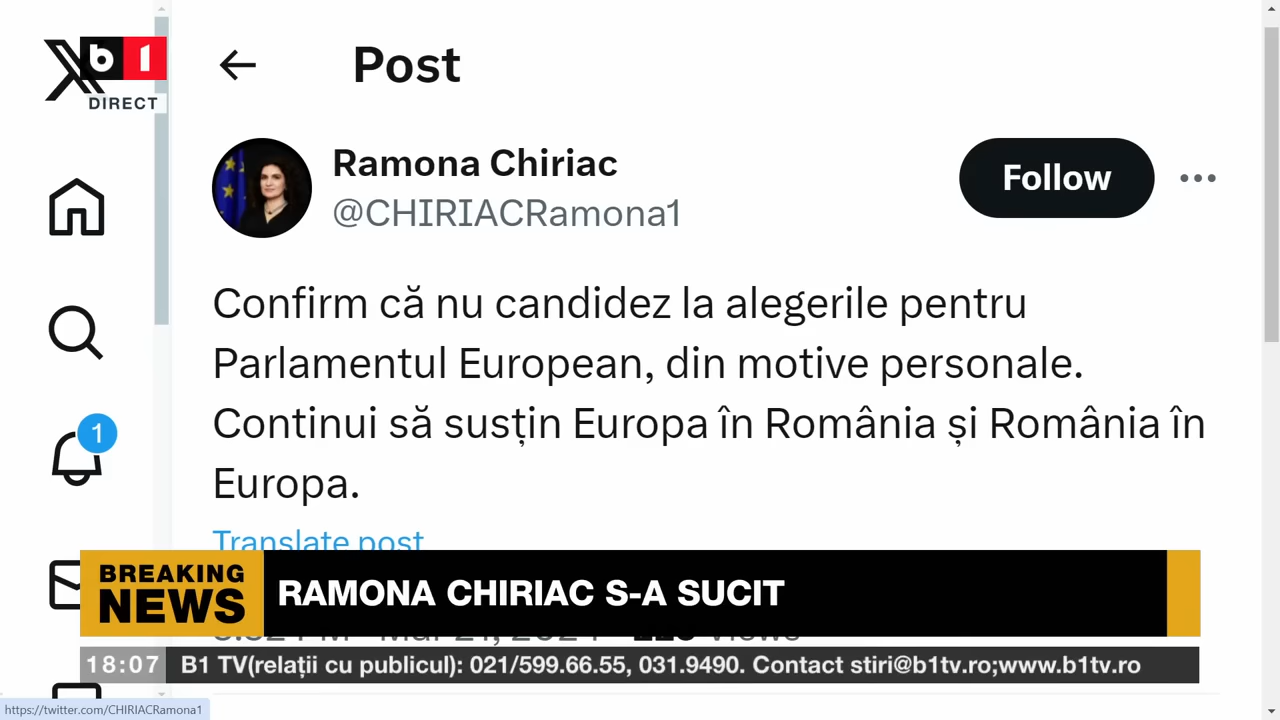 b1
DIRECT
Post
Ramona Chiriac
@CHIRIACRamona1
Follow
Confirm că nu candidez la alegerile pentru
Parlamentul European, din motive personale.
Continui să susțin Europa în România și România în
Europa.
1
Translate post
BREAKING
NEWS
RAMONA CHIRIAC S-A SUCIT
Views
18:07
B1 TV(relații cu publicul): 021/599.66.55, 031.9490. Contact stiri@b1tv.ro;www.b1tv.ro
https://twitter.com/CHIRIACRamona1